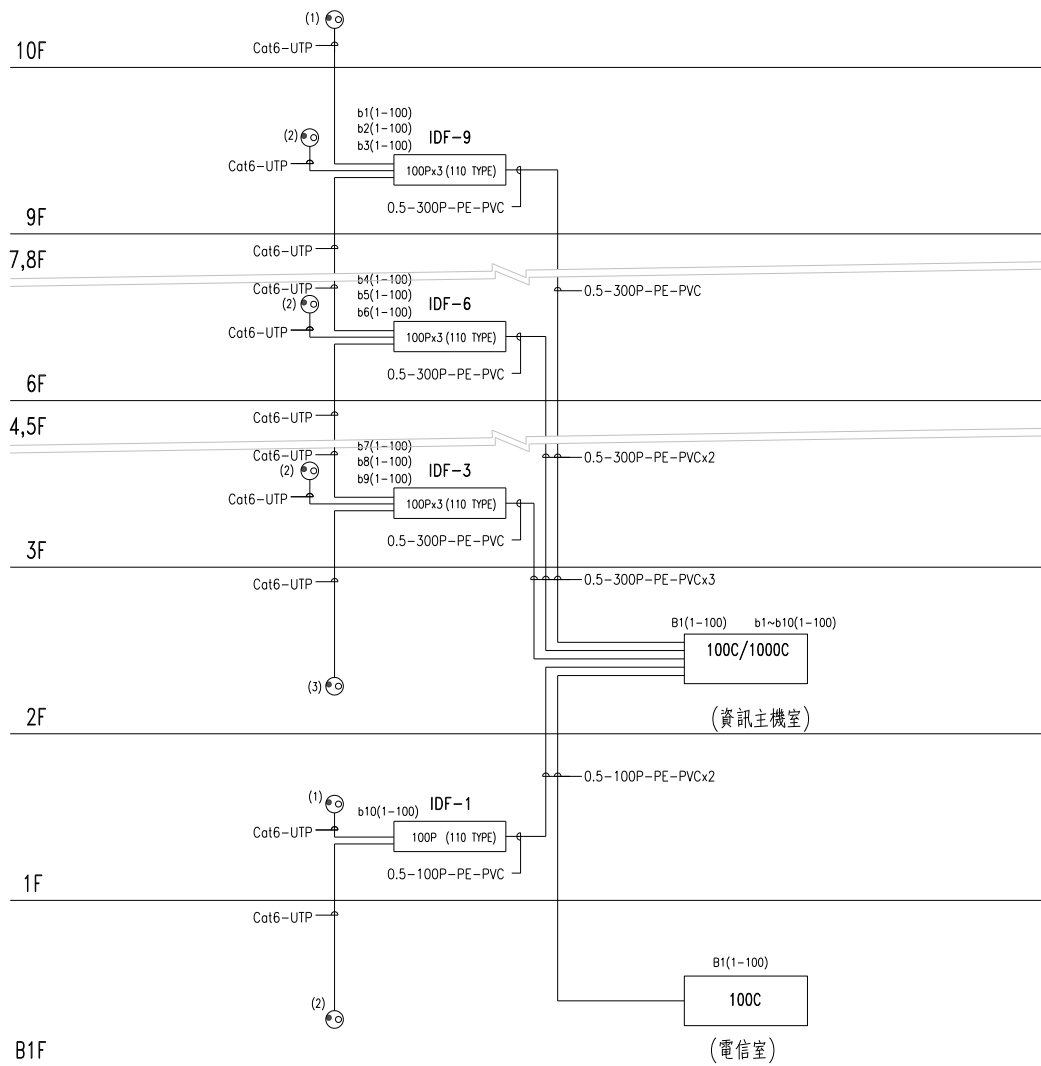 (1)
Cat6-UTP
10F
b1(1-100)
b2(1-100)
b3(1-100)
IDF-9
(2)
Cat6-UTP
100Px3 (110 TYPE)
0.5-300P-PE-PVC
9F
Cat6-UTP
7,8F
Cat6-UTP
0.5-300P-PE-PVC
b4(1-100)
b5(1-100)
b6(1-100)
IDF-6
(2)
Cat6-UTP
100Px3 (110 TYPE)
0.5-300P-PE-PVC
6F
Cat6-UTP
4,5F
Cat6-UTP
0.5-300P-PE-PVCx2
b7(1-100)
b8(1-100)
b9(1-100)
IDF-3
(2)
Cat6-UTP
100Px3 (110 TYPE)
0.5-300P-PE-PVC
3F
Cat6-UTP
0.5-300P-PE-PVCx3
B1(1-100)
b1~b10(1-100)
100C/1000C
(3)
(資訊主機室)
2F
0.5-100P-PE-PVCx2
(1)
b10(1-100)
IDF-1
Cat6-UTP
100P (110 TYPE)
0.5-100P-PE-PVC
1F
Cat6-UTP
B1(1-100)
100C
(2)
(電信室)
B1F